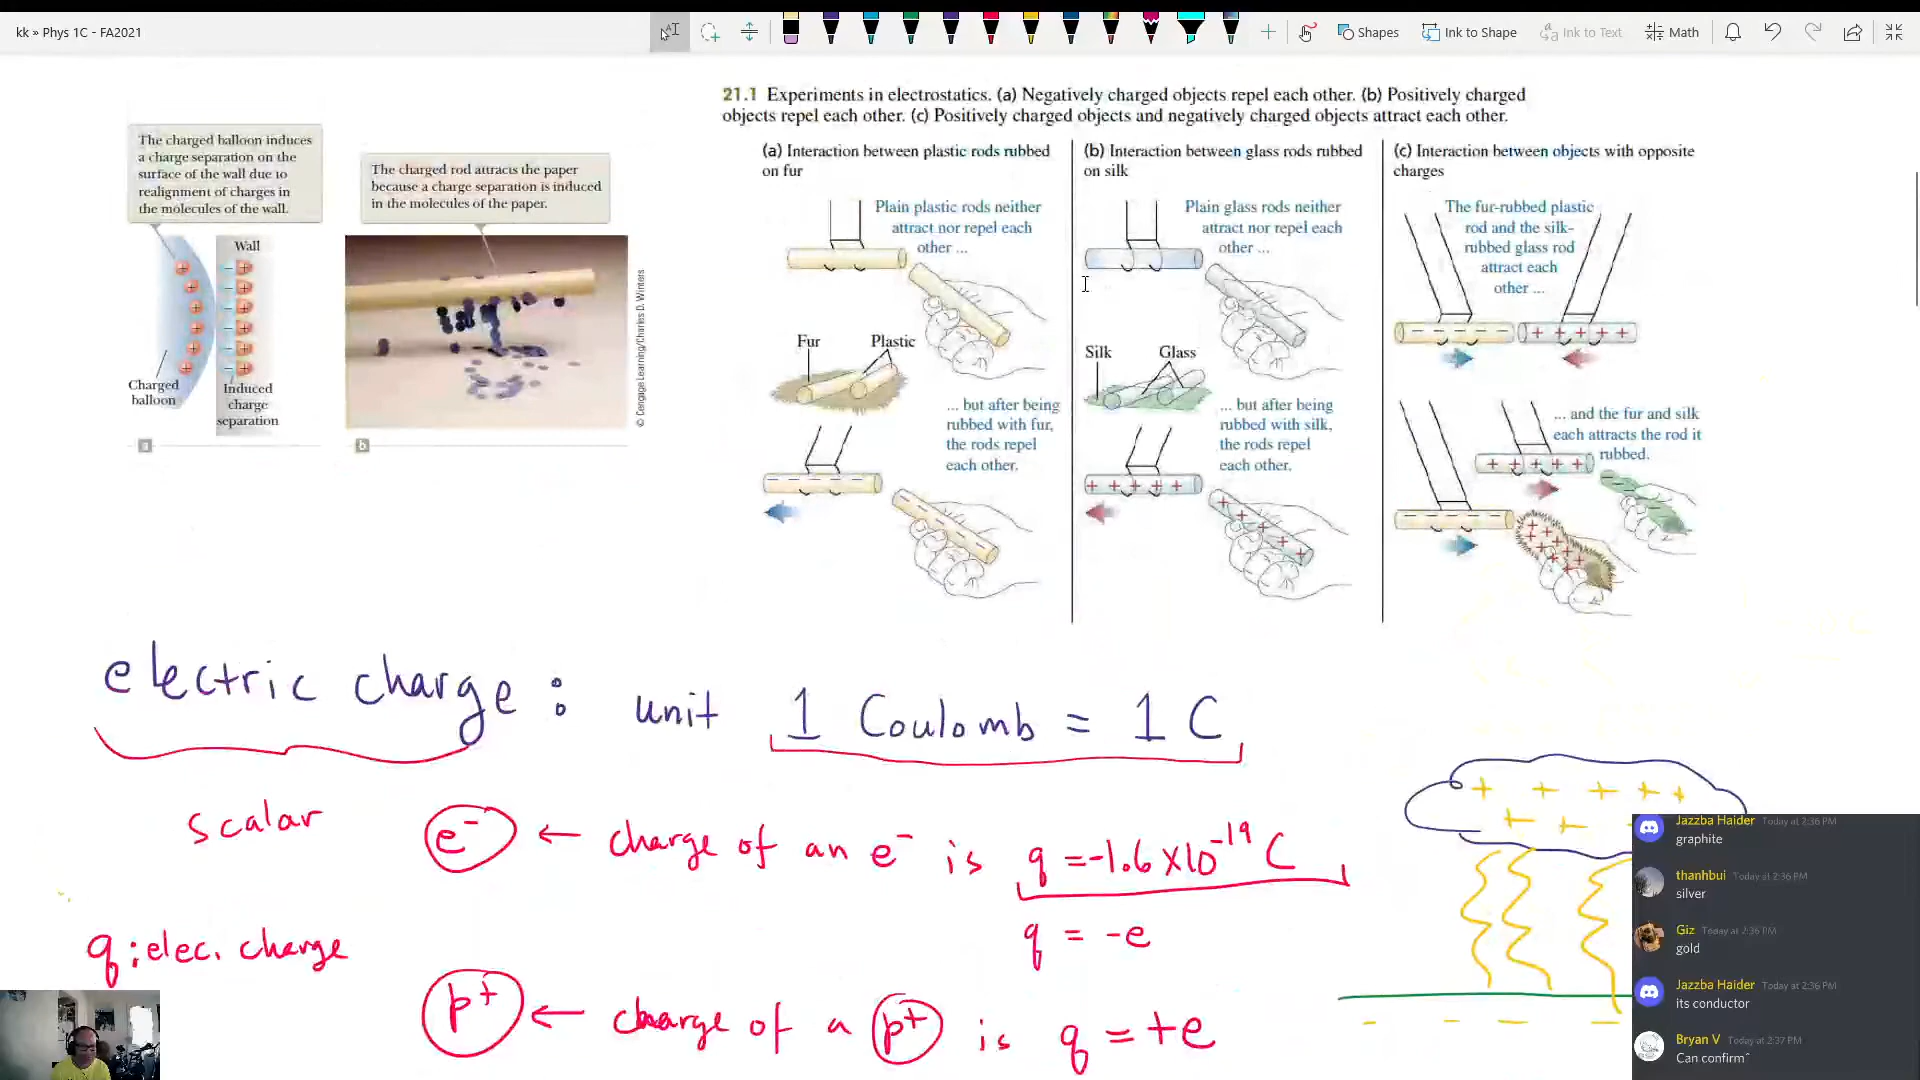 kk » Phys 1C - FA2021
Shapes
Ink to Shape
Ink to Text
Math
The charged balloon induces
a charge separation on the
surface of the wall due to
realignment of charges in
the molecules of the wall.
Wall
Charged
balloon
Induced
charge
separation
a
The charged rod attracts the paper
because a charge separation is induced
in the molecules of the paper.
© Cengage Learning/Charles D. Winters
b
21.1 Experiments in electrostatics. (a) Negatively charged objects repel each other. (b) Positively charged
objects repel each other. (c) Positively charged objects and negatively charged objects attract each other.
(a) Interaction between plastic rods rubbed
on fur
Plain plastic rods neither
attract nor repel each
other ...
Fur
Plastic
... but after being
rubbed with fur,
the rods repel
each other.
(b) Interaction between glass rods rubbed
on silk
Plain glass rods neither
attract nor repel each
other ...
Silk
Glass
... but after being
rubbed with silk,
the rods repel
each other.
(c) Interaction between objects with opposite
charges
The fur-rubbed plastic
rod and the silk-
rubbed glass rod
attract each
other ...
... and the fur and silk
each attracts the rod it
rubbed.
electric charge : unit 1 Coulomb = 1 C
scalar
e⁻ ← charge of an e⁻ is q = -1.6 x10⁻¹⁹ C
q = -e
q : elec. charge
p⁺ ← charge of a p⁺ is q = +e
Jazzba Haider Today at 2:36 PM
graphite
thanhbui Today at 2:36 PM
silver
Giz Today at 2:36 PM
gold
Jazzba Haider Today at 2:36 PM
its conductor
Bryan V Today at 2:37 PM
Can confirm^